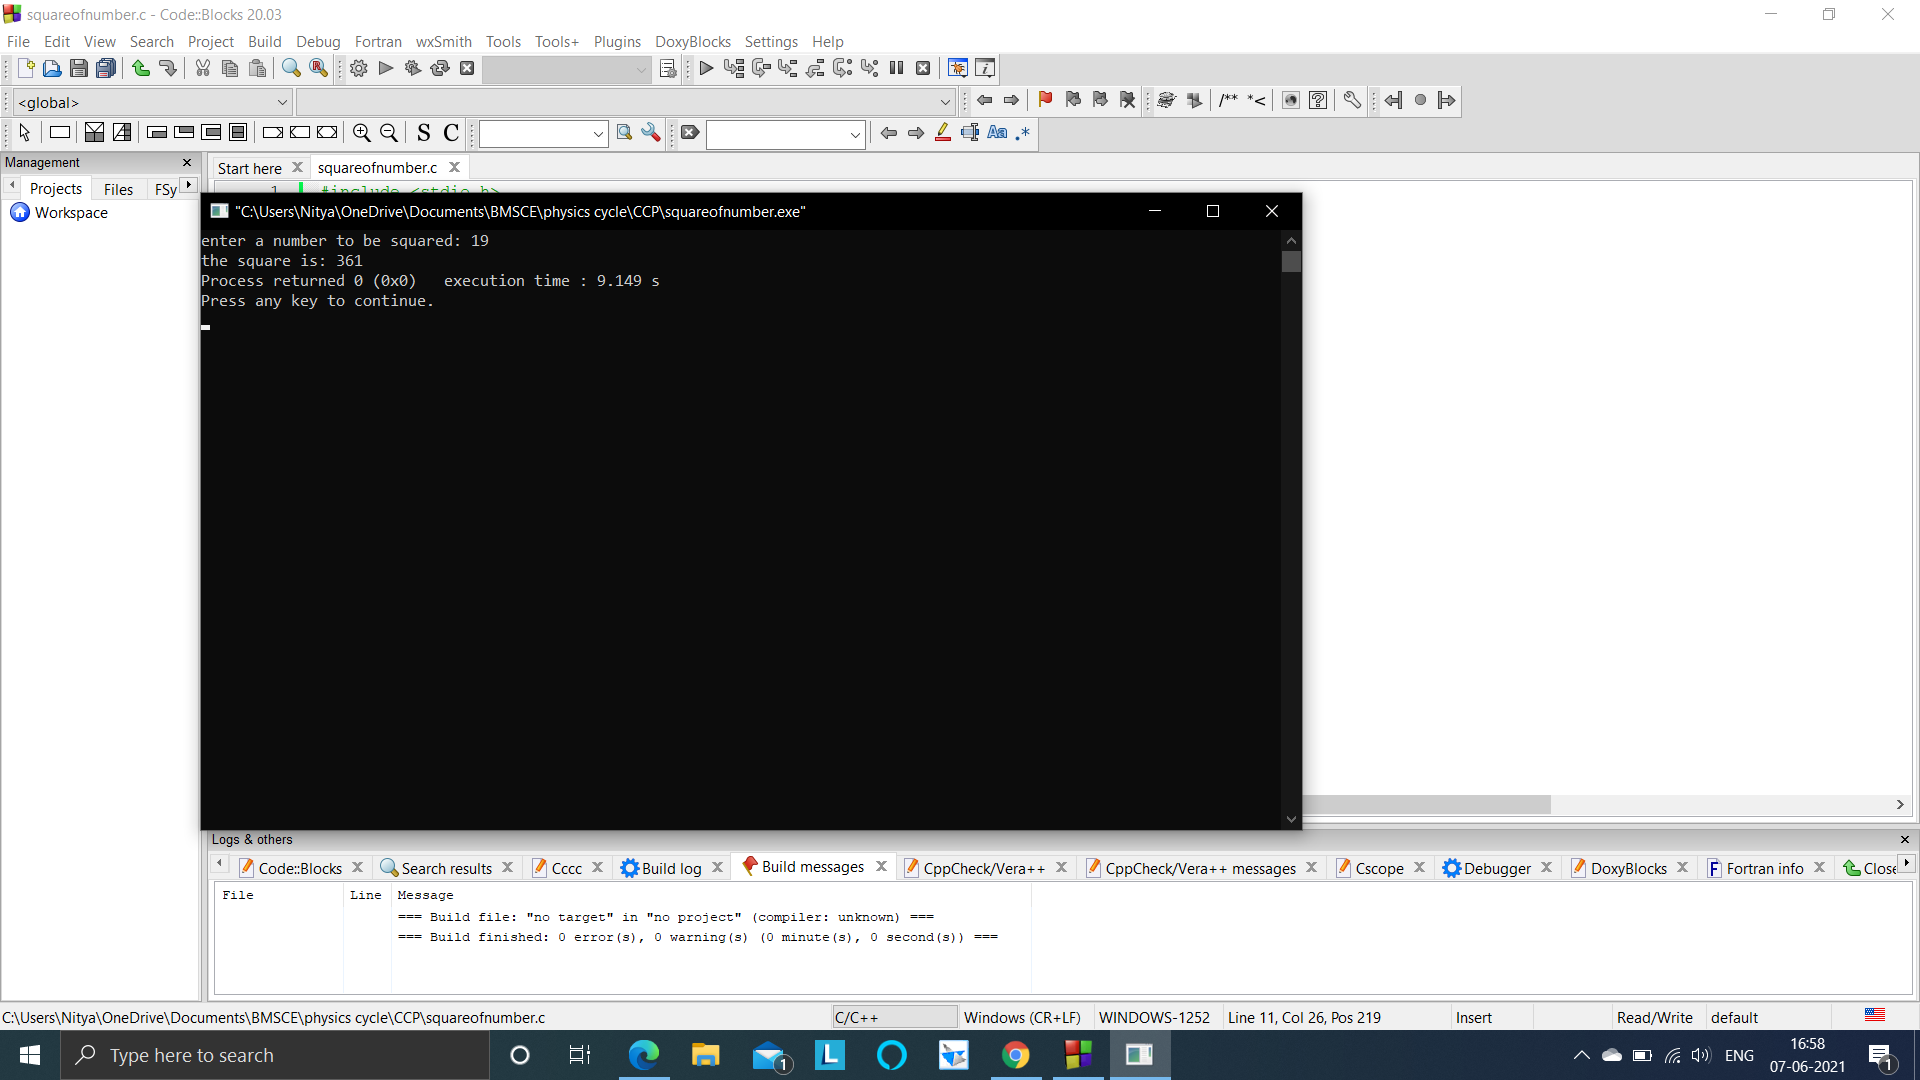 squareofnumber.c - Code::Blocks 20.03
File Edit View Search Project Build Debug Fortran wxSmith Tools Tools+ Plugins DoxyBlocks Settings Help
<global>
/** *<
S C
Aa .*
Management
Start here squareofnumber.c
Projects Files FSy
1 #include <stdio.h>
Workspace
"C:\Users\Nitya\OneDrive\Documents\BMSCE\physics cycle\CCP\squareofnumber.exe"
enter a number to be squared: 19
the square is: 361
Process returned 0 (0x0)   execution time : 9.149 s
Press any key to continue.
Logs & others
Code::Blocks Search results Cccc Build log Build messages CppCheck/Vera++ CppCheck/Vera++ messages Cscope Debugger DoxyBlocks Fortran info Close
File Line Message
=== Build file: "no target" in "no project" (compiler: unknown) ===
=== Build finished: 0 error(s), 0 warning(s) (0 minute(s), 0 second(s)) ===
C:\Users\Nitya\OneDrive\Documents\BMSCE\physics cycle\CCP\squareofnumber.c C/C++ Windows (CR+LF) WINDOWS-1252 Line 11, Col 26, Pos 219 Insert Read/Write default
Type here to search 1 L ENG 16:58
07-06-2021 1